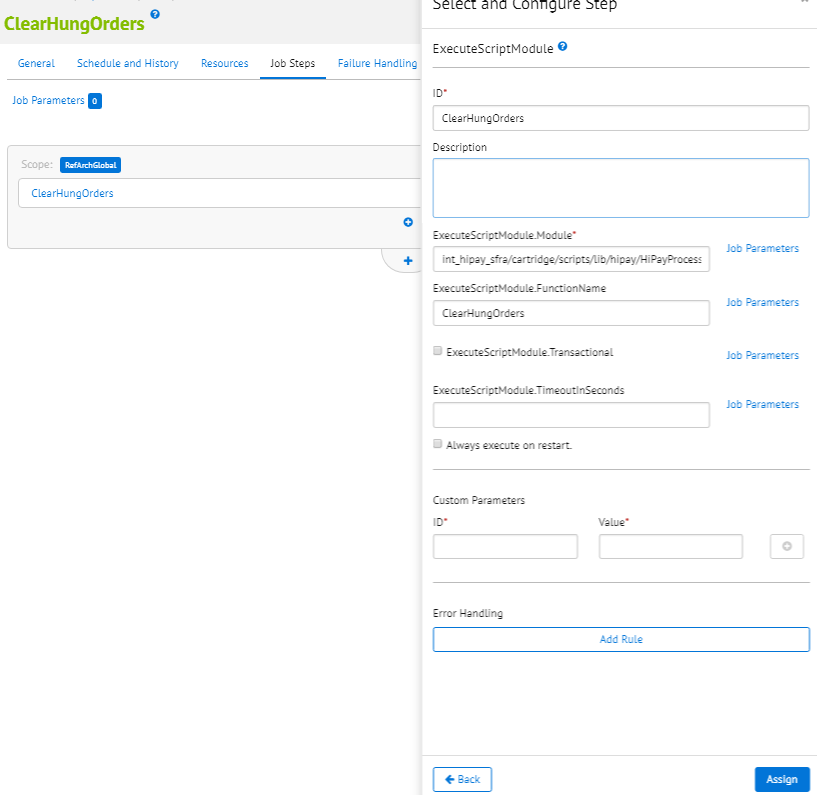 ClearHungOrders
General Schedule and History Resources Job Steps Failure Handling
Job Parameters 0
Scope: RefArchGlobal
ClearHungOrders
Select and Configure Step
ExecuteScriptModule
ID*
ClearHungOrders
Description
ExecuteScriptModule.Module*
int_hipay_sfra/cartridge/scripts/lib/hipay/HiPayProcess
Job Parameters
ExecuteScriptModule.FunctionName
ClearHungOrders
Job Parameters
ExecuteScriptModule.Transactional
Job Parameters
ExecuteScriptModule.TimeoutInSeconds
Job Parameters
Always execute on restart.
Custom Parameters
ID* Value*
Error Handling
Add Rule
Back Assign